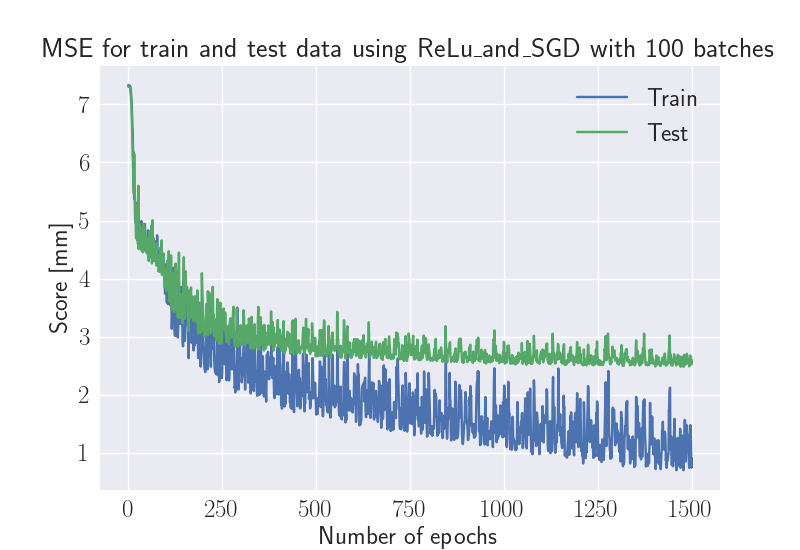 MSE for train and test data using ReLu_and_SGD with 100 batches
Train
Test
7
6
5
4
3
2
1
Score [mm]
0 250 500 750 1000 1250 1500
Number of epochs